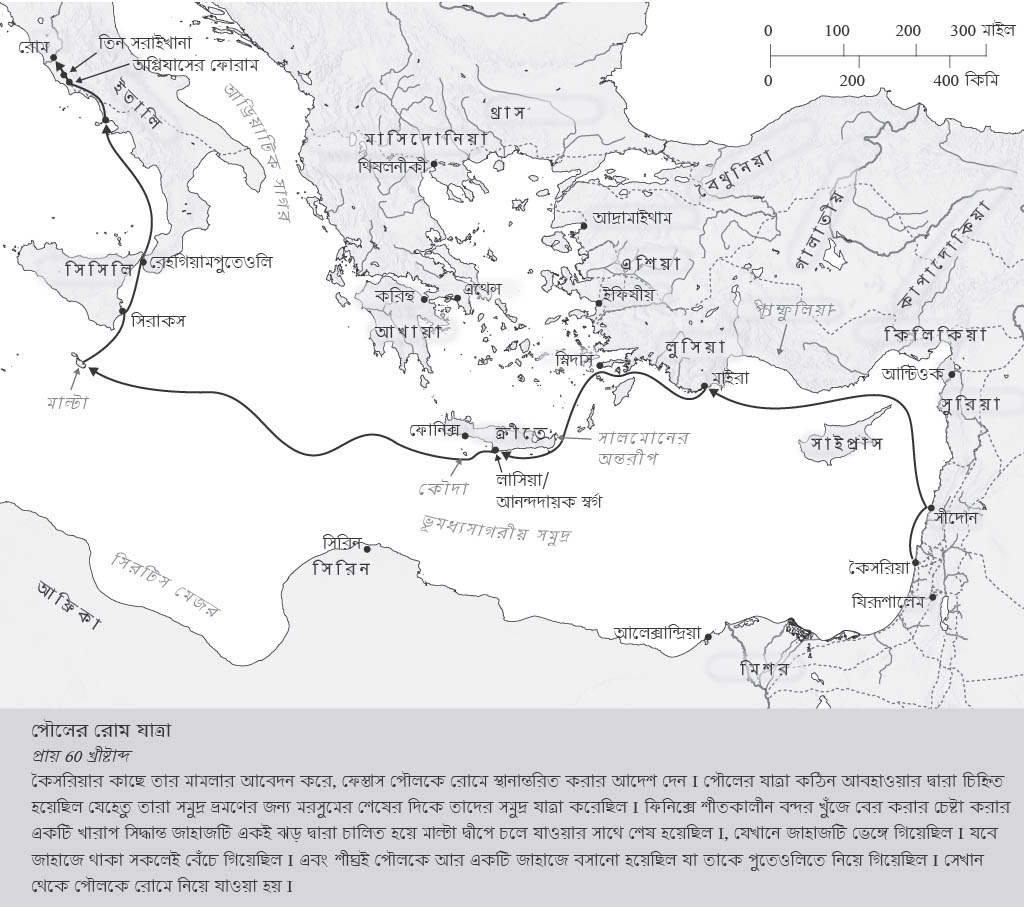 0 100 200 300 মাইল
0 200 400 কিমি
রোম
তিন সরাইখানা
অপ্পিযাসের ফোরাম
ইতালি
আড্রিয়াটিক সাগর
থ্রাস
মাসিদোনিয়া
থিষলনীকী
বৈথুনিয়া
আদ্রামাইথাম
গালাতীয়
কাপাদোকিয়া
এশিয়া
সিসিলি
রেহগিয়ামপুতেওলি
সিরাকস
করিন্থ
এথেন্স
ইফিষীয়
আখায়া
পাম্ফুলিয়া
কিলিকিয়া
লুসিয়া
স্নিদাস
মাইরা
আন্টিওক
সুরিয়া
মাল্টা
ফোনিক্স
ক্রীতে
সালমোনের
অন্তরীপ
সাইপ্রাস
কৌদা
লাসিয়া/
আনন্দদায়ক স্বর্গ
ভূমধ্যসাগরীয় সমুদ্র
সীদোন
সিরিন
সিরিন
সিরটিস মেজর
আফ্রিকা
কৈসরিয়া
যিরূশালেম
আলেক্সান্দ্রিয়া
মিশর
পৌলের রোম যাত্রা
প্রায় 60 খ্রীষ্টাব্দ
কৈসরিয়ার কাছে তার মামলার আবেদন করে, ফেস্তাস পৌলকে রোমে স্থানান্তরিত করার আদেশ দেন I পৌলের যাত্রা কঠিন আবহাওয়ার দ্বারা চিহ্নিত
হয়েছিল যেহেতু তারা সমুদ্র ভ্রমণের জন্য মরসুমের শেষের দিকে তাদের সমুদ্র যাত্রা করেছিল I ফিনিক্সে শীতকালীন বন্দর খুঁজে বের করার চেষ্টা করার
একটি খারাপ সিদ্ধান্ত জাহাজটি একই ঝড় দ্বারা চালিত হয়ে মাল্টা দ্বীপে চলে যাওয়ার সাথে শেষ হয়েছিল I, যেখানে জাহাজটি ভেঙ্গে গিয়েছিল I যবে
জাহাজে থাকা সকলেই বেঁচে গিয়েছিল I এবং শীঘ্রই পৌলকে আর একটি জাহাজে বসানো হয়েছিল যা তাকে পুতেওলিতে নিয়ে গিয়েছিল I সেখান
থেকে পৌলকে রোমে নিয়ে যাওয়া হয় I